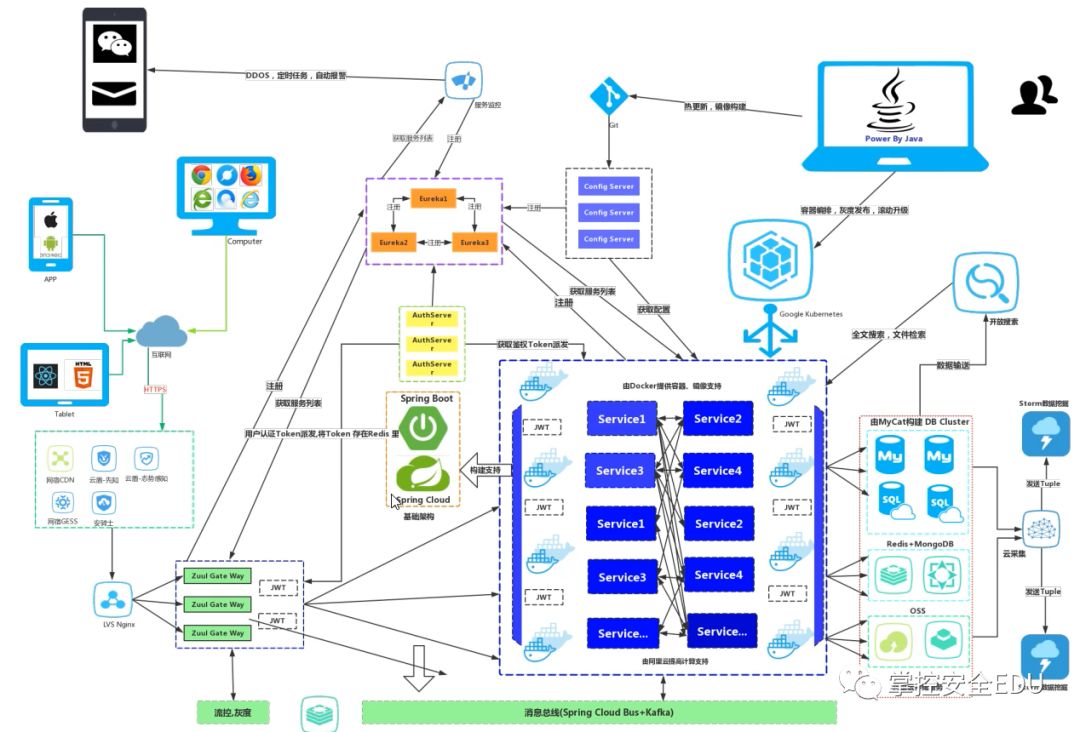 DDOS，定时任务，自动报警
服务监控
获取服务列表
注册
Git
热更新，镜像构建
Power By Java
Config Server
Config Server
Config Server
注册
容器编排，灰度发布，滚动升级
Eureka1
注册
注册
Eureka2
注册
Eureka3
Computer
APP
互联网
HTTPS
Tablet
HTML
5
AuthServer
AuthServer
AuthServer
获取服务列表
注册
获取配置
Google Kubernetes
开放搜索
全文搜索，文件检索
数据输送
获取鉴权Token派发
注册
获取服务列表
用户认证Token派发,将Token 存在Redis 里
Spring Boot
Spring Cloud
基础架构
构建支持
由Docker提供容器、镜像支持
JWT
JWT
JWT
JWT
JWT
JWT
Service1
Service2
Service3
Service4
Service1
Service2
Service3
Service4
Service...
Service...
由阿里云提高计算支持
由MyCat构建 DB Cluster
My
My
SQL
SQL
Redis+MongoDB
OSS
Storm数据挖掘
发送Tuple
云采集
发送Tuple
网宿CDN
云盾-先知
云盾-态势感知
网宿GESS
安骑士
LVS Nginx
Zuul Gate Way
Zuul Gate Way
Zuul Gate Way
JWT
JWT
流控,灰度
消息总线(Spring Cloud Bus+Kafka)
掌控安全EDU